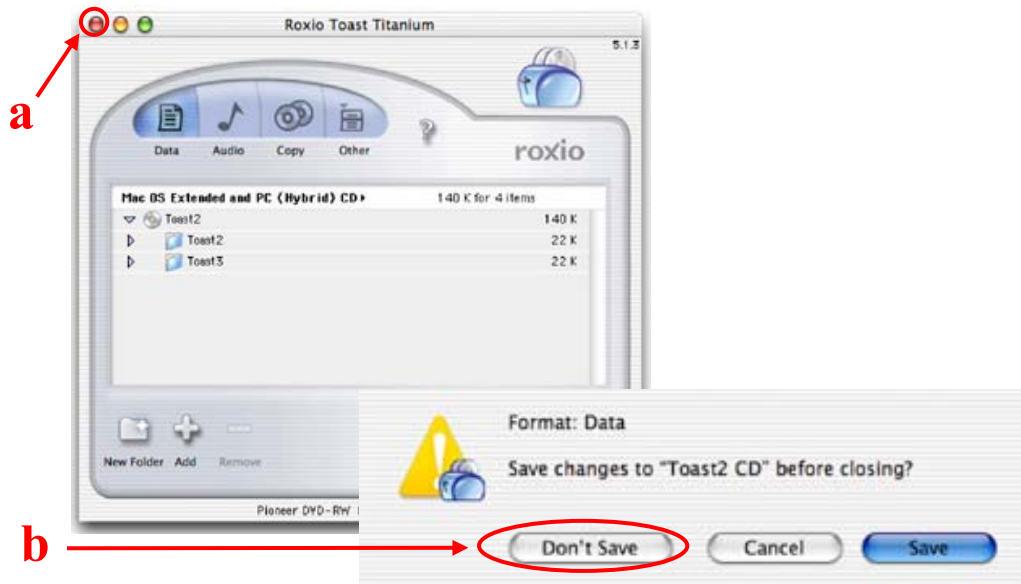 Roxio Toast Titanium
5.1.3
a
Data Audio Copy Other
?
roxio
Mac OS Extended and PC (Hybrid) CD 140 K for 4 items
Toast2 140 K
Toast2 22 K
Toast3 22 K
New Folder Add Remove
Pioneer DVD-RW
Format: Data
Save changes to "Toast2 CD" before closing?
b
Don't Save Cancel Save